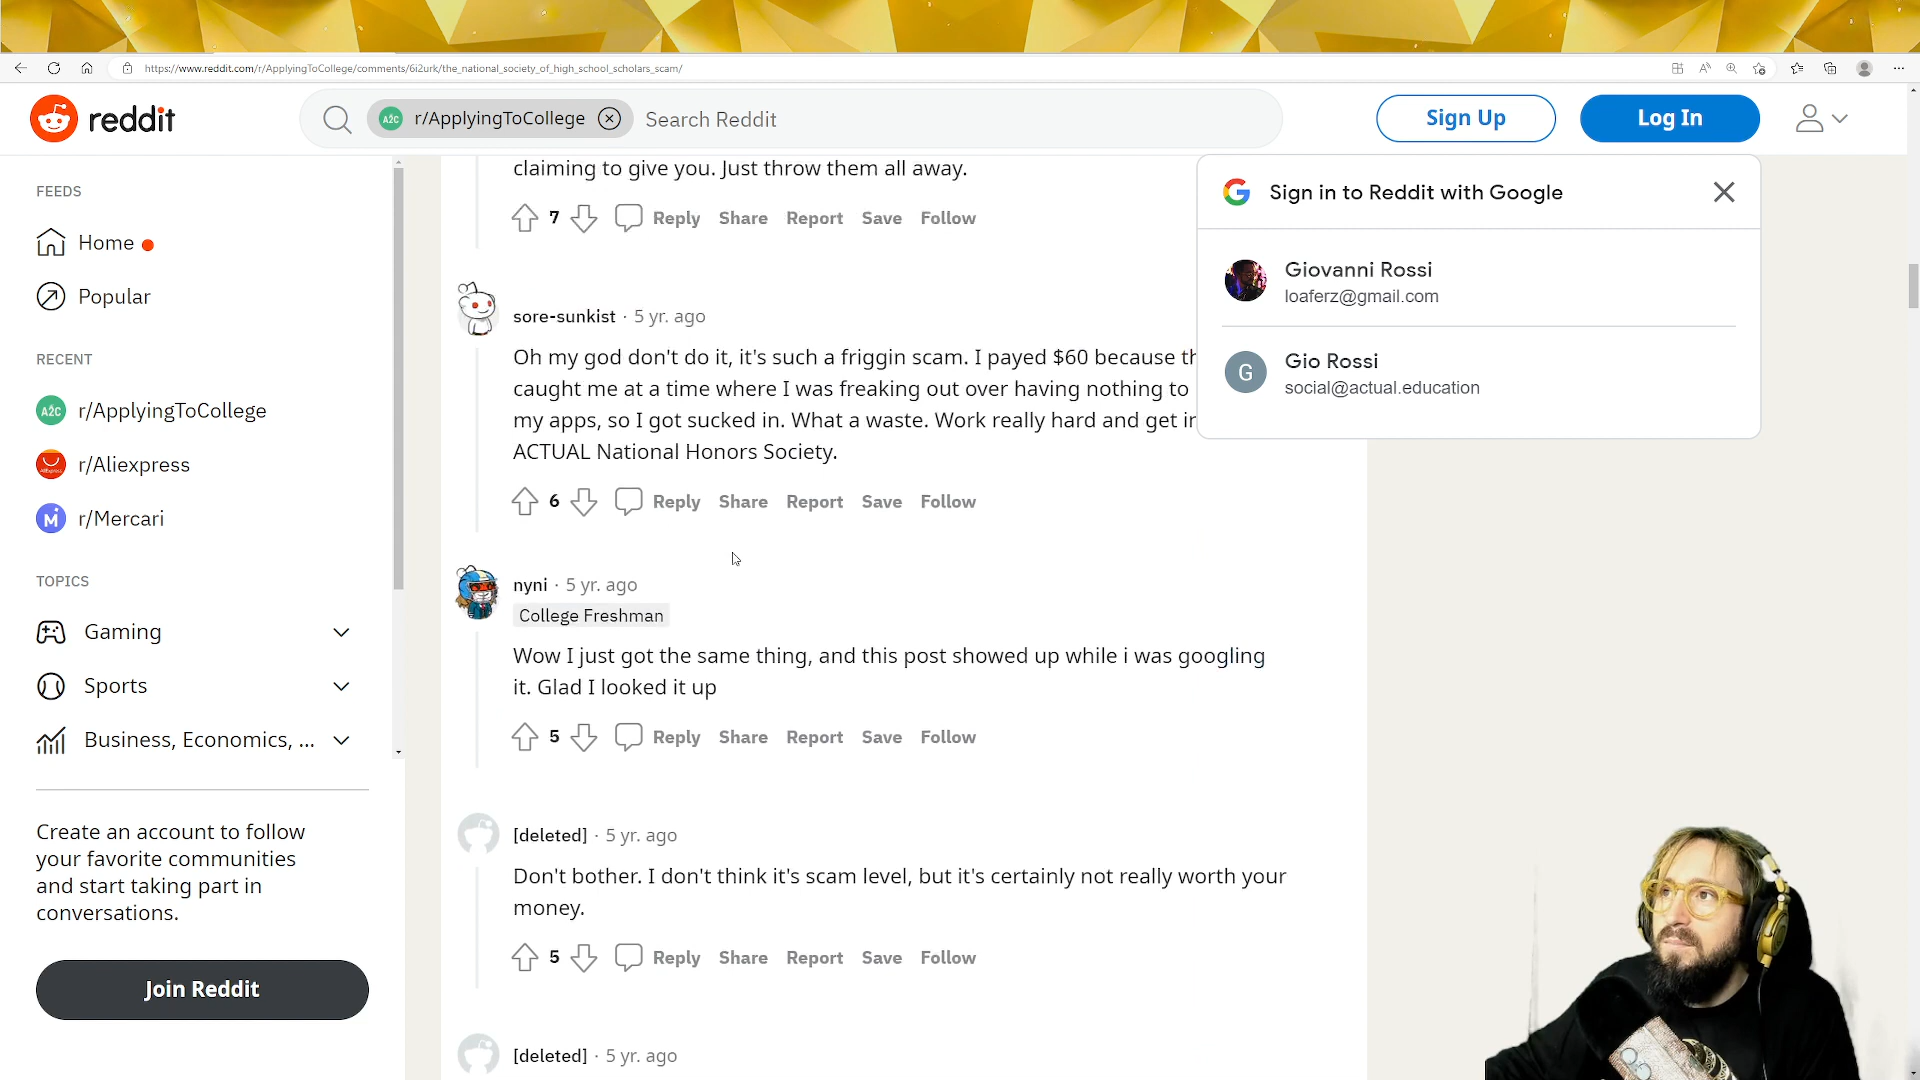 https://www.reddit.com/r/ApplyingToCollege/comments/6i2urk/the_national_society_of_high_school_scholars_scam/
reddit
A2C r/ApplyingToCollege
Search Reddit
Sign Up
Log In
FEEDS
Home
Popular
RECENT
A2C r/ApplyingToCollege
r/Aliexpress
r/Mercari
TOPICS
Gaming
Sports
Business, Economics, ...
Create an account to follow
your favorite communities
and start taking part in
conversations.
Join Reddit
claiming to give you. Just throw them all away.
7 Reply Share Report Save Follow
sore-sunkist · 5 yr. ago
Oh my god don't do it, it's such a friggin scam. I payed $60 because th
caught me at a time where I was freaking out over having nothing to
my apps, so I got sucked in. What a waste. Work really hard and get in
ACTUAL National Honors Society.
6 Reply Share Report Save Follow
nyni · 5 yr. ago
College Freshman
Wow I just got the same thing, and this post showed up while i was googling
it. Glad I looked it up
5 Reply Share Report Save Follow
[deleted] · 5 yr. ago
Don't bother. I don't think it's scam level, but it's certainly not really worth your
money.
5 Reply Share Report Save Follow
[deleted] · 5 yr. ago
Sign in to Reddit with Google
Giovanni Rossi
loaferz@gmail.com
G
Gio Rossi
social@actual.education